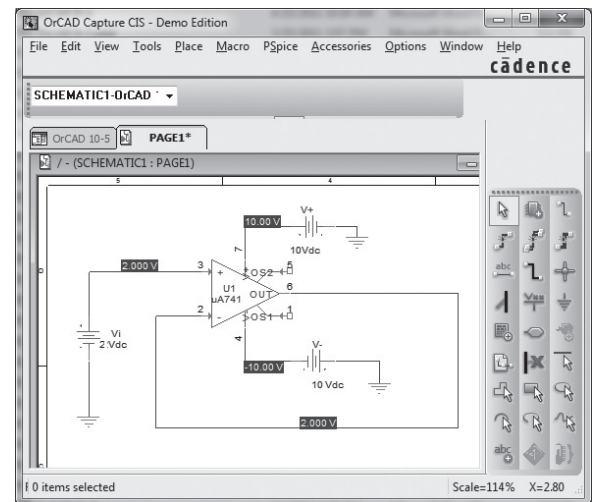 OrCAD Capture CIS - Demo Edition
File Edit View Tools Place Macro PSpice Accessories Options Window Help
cādence
SCHEMATIC1-OrCAD
OrCAD 10-5 PAGE1*
/ - (SCHEMATIC1 : PAGE1)
5 4
10.00 V
V+
10Vdc
7
2.000 V
3
+
OS2
5
U1
uA741
OUT
6
2
-
OS1
1
4
Vi
2Vdc
V-
-10.00 V
10 Vdc
2.000 V
abc
abc
0 items selected Scale=114% X=2.80